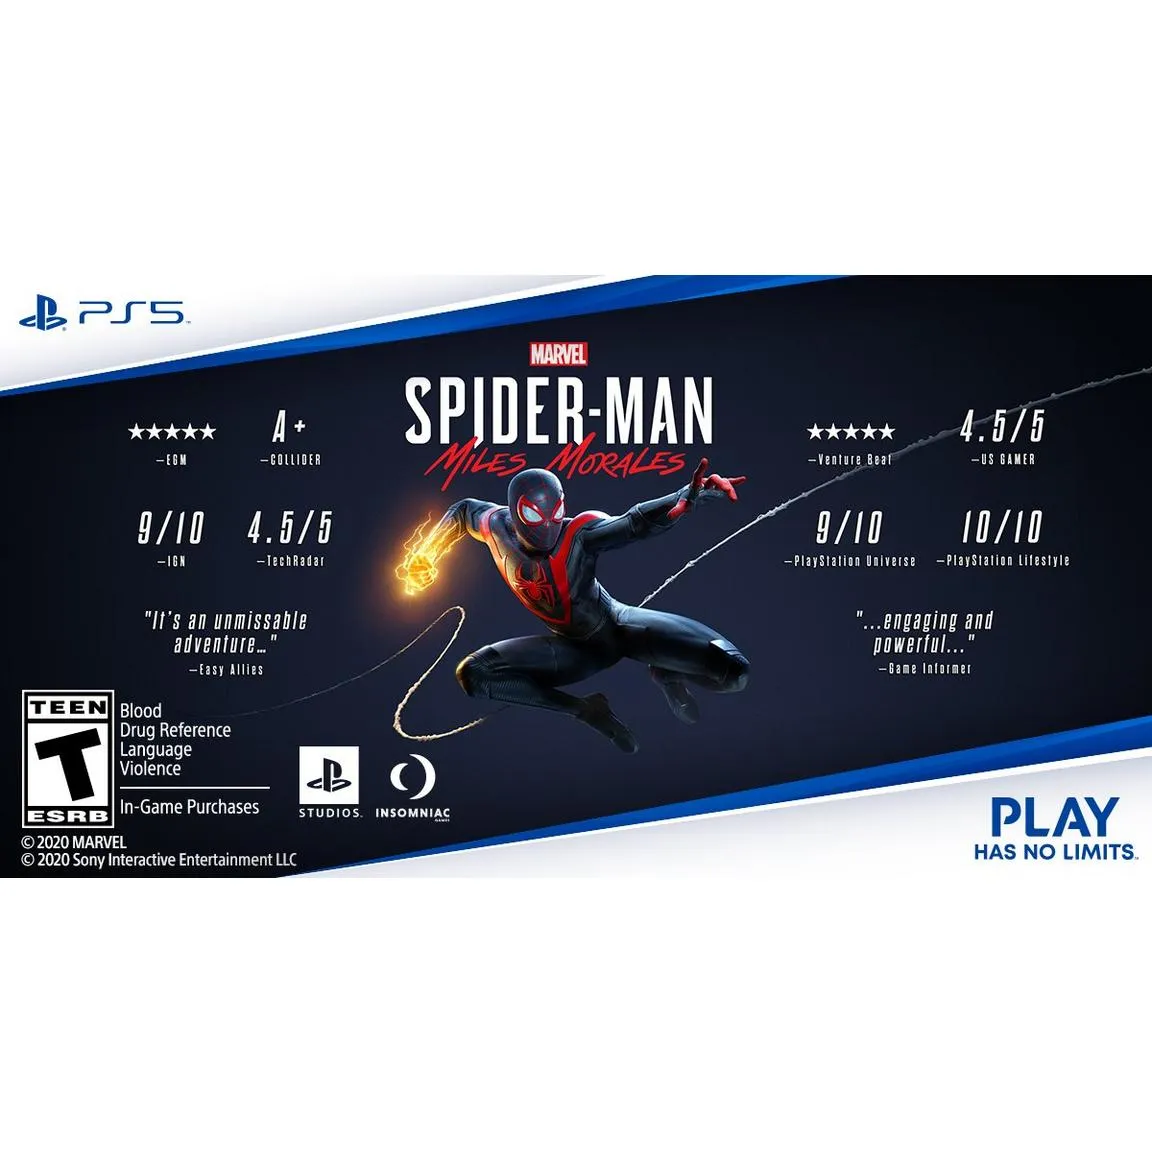 PS5
MARVEL
SPIDER-MAN
MILES MORALES
★★★★★
—EGM
A+
—COLLIDER
9/10
—IGN
4.5/5
—TechRadar
"It's an unmissable
adventure..."
—Easy Allies
★★★★★
—Venture Beat
4.5/5
—US GAMER
9/10
—PlayStation Universe
10/10
—PlayStation Lifestyle
"...engaging and
powerful..."
—Game Informer
TEEN
T
ESRB
Blood
Drug Reference
Language
Violence
In-Game Purchases
STUDIOS.
INSOMNIAC
GAMES
© 2020 MARVEL
© 2020 Sony Interactive Entertainment LLC
PLAY
HAS NO LIMITS™